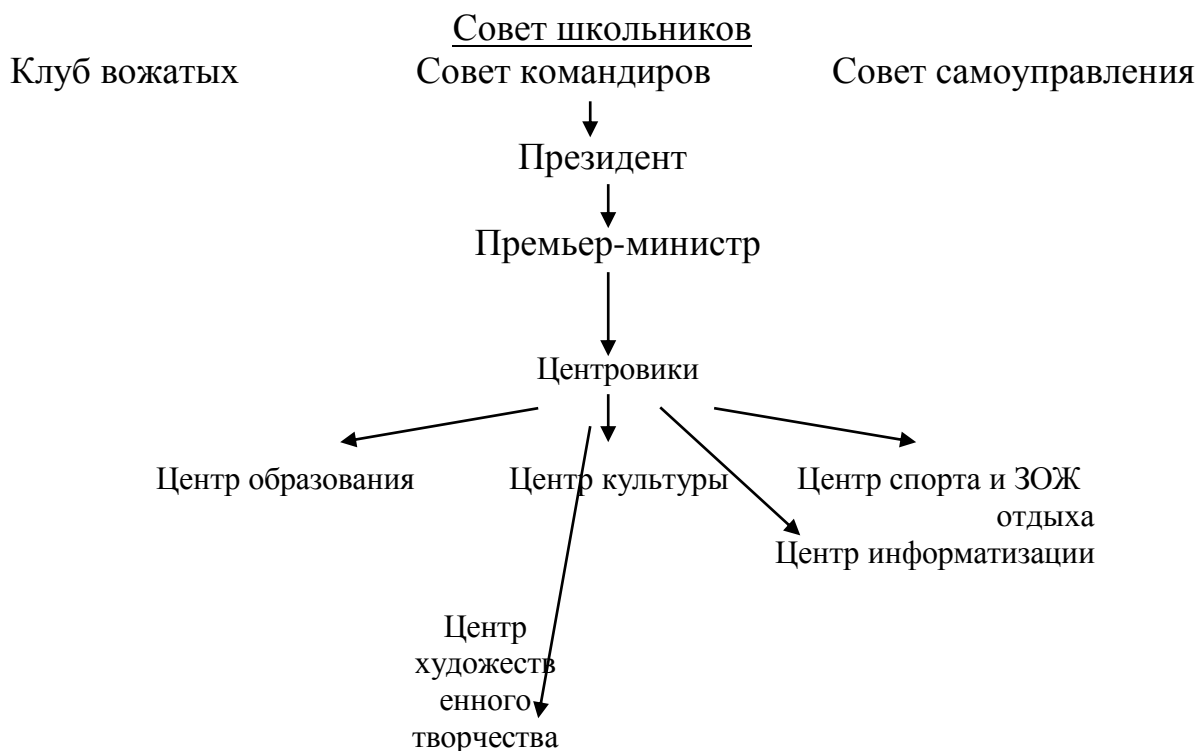 Совет школьников
Клуб вожатых Совет командиров Совет самоуправления
Президент
Премьер-министр
Центровики
Центр образования Центр культуры Центр спорта и ЗОЖ
отдыха
Центр информатизации
Центр
художеств
енного
творчества